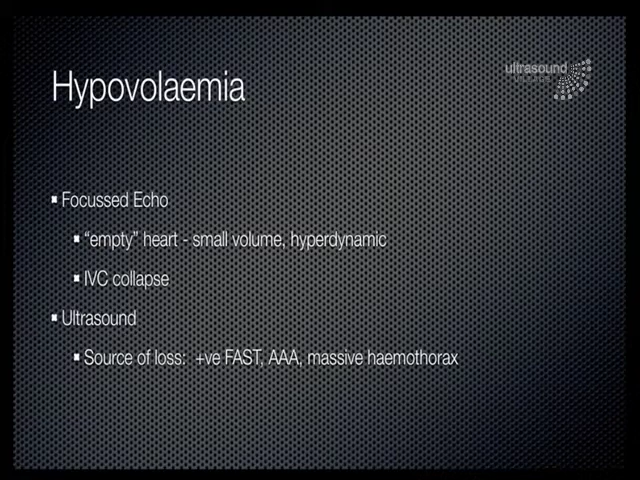 ultrasound
Hypovolaemia
Focussed Echo
“empty” heart - small volume, hyperdynamic
IVC collapse
Ultrasound
Source of loss: +ve FAST, AAA, massive haemothorax